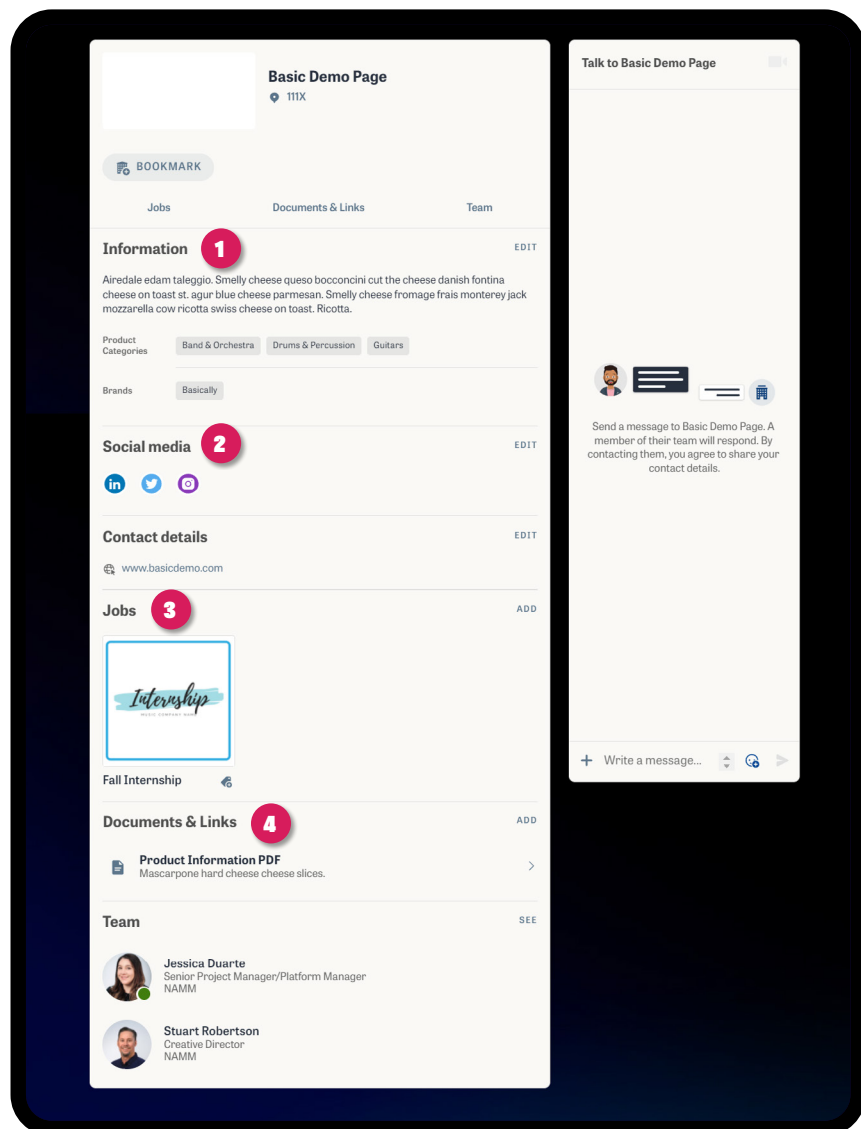 Basic Demo Page
111X
BOOKMARK
Jobs
Documents & Links
Team
Information
1
EDIT
Airedale edam taleggio. Smelly cheese queso bocconcini cut the cheese danish fontina
cheese on toast st. agur blue cheese parmesan. Smelly cheese fromage frais monterey jack
mozzarella cow ricotta swiss cheese on toast. Ricotta.
Product
Categories
Band & Orchestra
Drums & Percussion
Guitars
Brands
Basically
Social media
2
EDIT
in
Contact details
EDIT
www.basicdemo.com
Jobs
3
ADD
Internship
MUSIC COMPANY NAME
Fall Internship
Documents & Links
4
ADD
Product Information PDF
Mascarpone hard cheese cheese slices.
Team
SEE
Jessica Duarte
Senior Project Manager/Platform Manager
NAMM
Stuart Robertson
Creative Director
NAMM
Talk to Basic Demo Page
Send a message to Basic Demo Page. A
member of their team will respond. By
contacting them, you agree to share your
contact details.
Write a message...